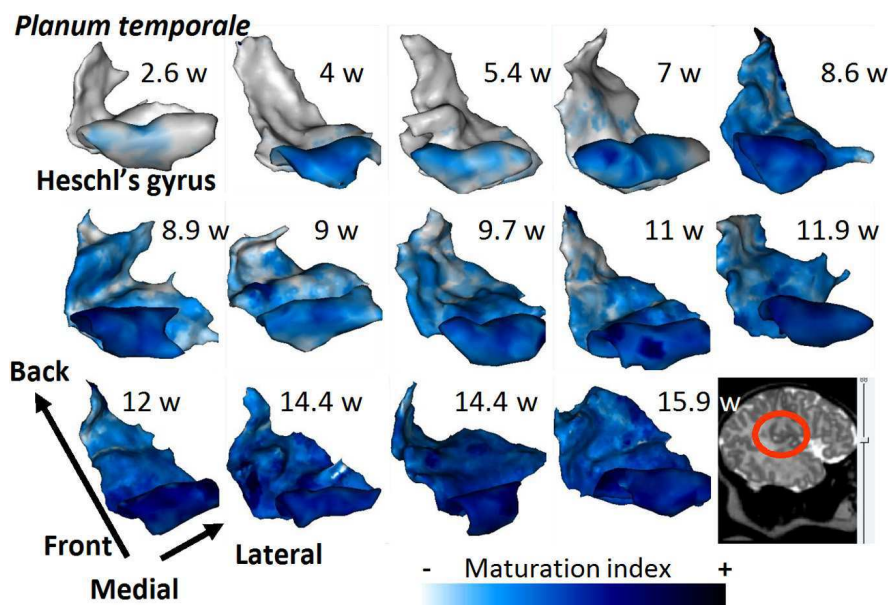 Planum temporale
2.6 w
4 w
5.4 w
7 w
8.6 w
Heschl's gyrus
8.9 w
9 w
9.7 w
11 w
11.9 w
Back
12 w
14.4 w
14.4 w
15.9 w
Front
Lateral
Medial
- Maturation index +